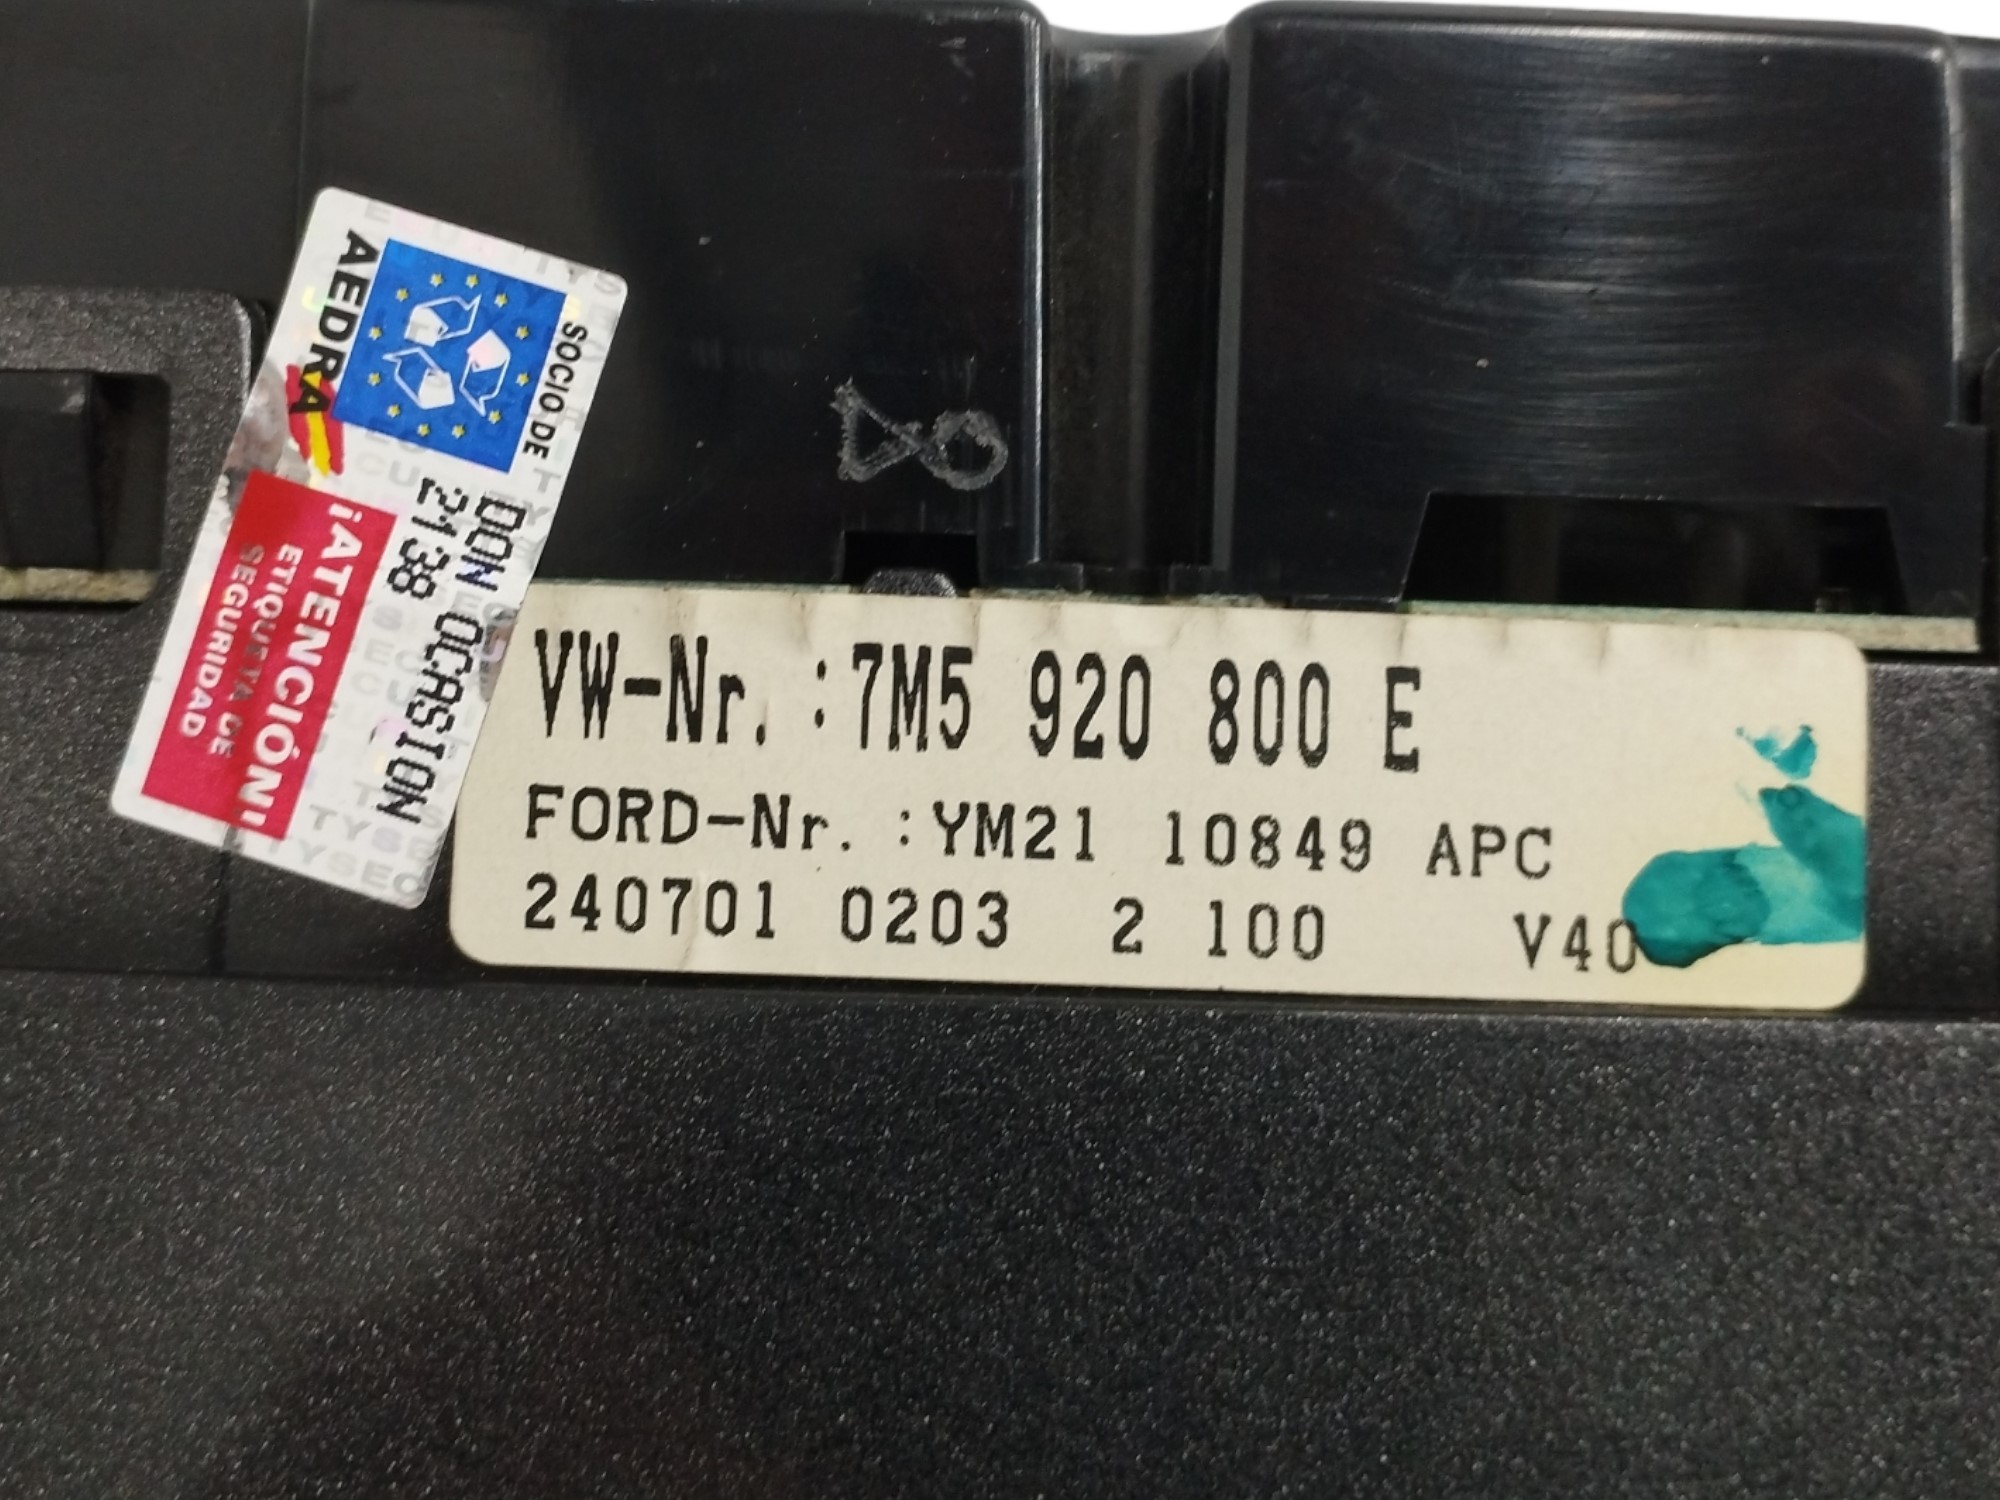 SOCIO DE
AEDRA
DON OCASION
2138
¡ATENCIÓN!
ETIQUETA DE
SEGURIDAD
8
VW-Nr. :7M5 920 800 E
FORD-Nr. :YM21 10849 APC
240701 0203 2 100 V40